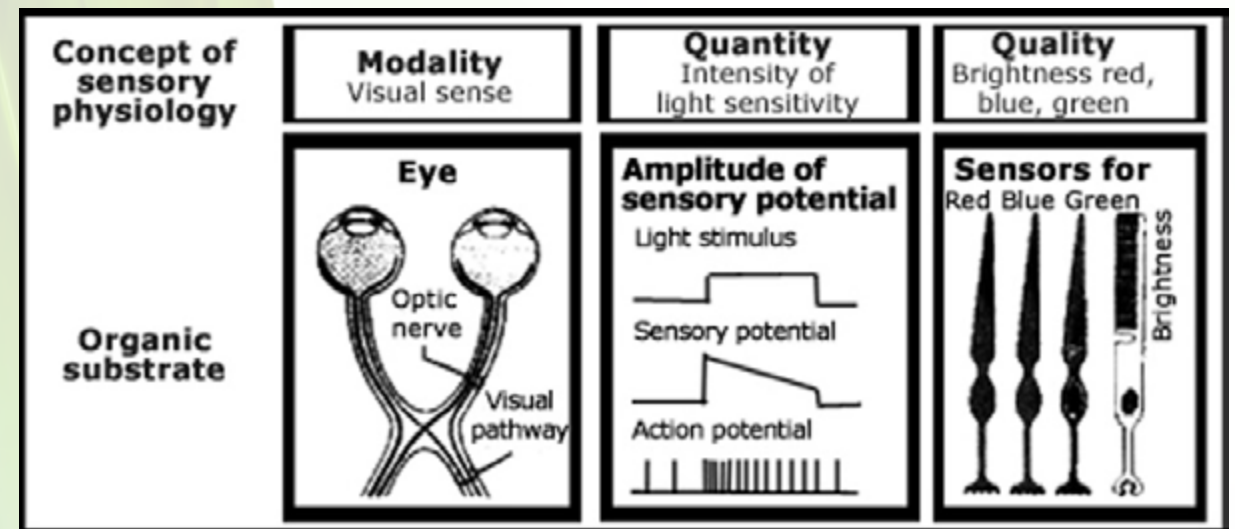 Concept of
sensory
physiology
Modality
Visual sense
Quantity
Intensity of
light sensitivity
Quality
Brightness red,
blue, green
Organic
substrate
Eye
Optic
nerve
Visual
pathway
Amplitude of
sensory potential
Light stimulus
Sensory potential
Action potential
Sensors for
Red Blue Green
Brightness